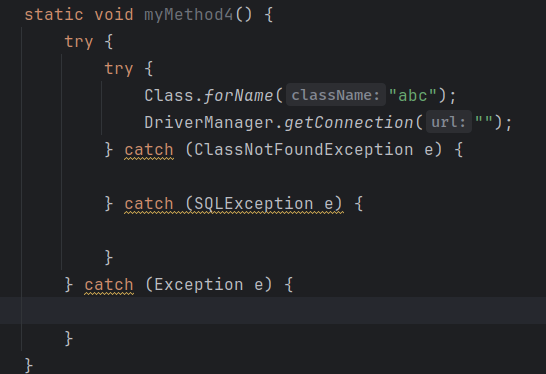 static void myMethod4() {
try {
try {
Class.forName( className: "abc");
DriverManager.getConnection( url: "");
} catch (ClassNotFoundException e) {
} catch (SQLException e) {
}
} catch (Exception e) {
}
}